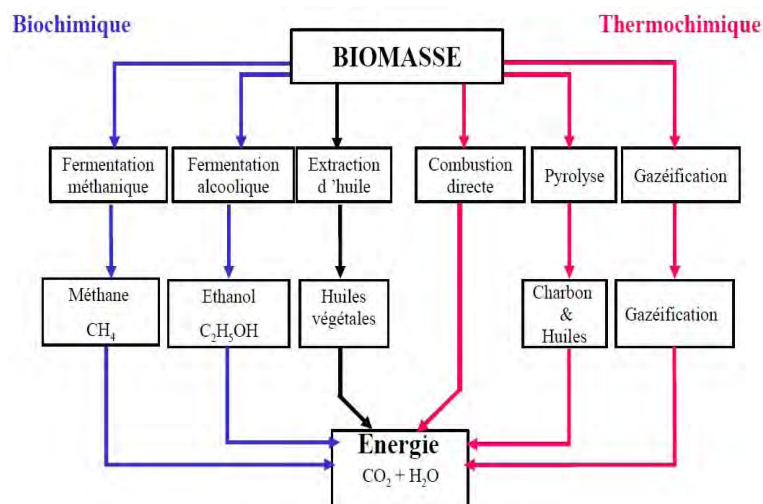 Biochimique
Thermochimique
BIOMASSE
Fermentation
méthanique
Fermentation
alcoolique
Extraction
d 'huile
Combustion
directe
Pyrolyse
Gazéification
Méthane
CH₄
Ethanol
C₂H₅OH
Huiles
végétales
Charbon
&
Huiles
Gazéification
Energie
CO₂ + H₂O